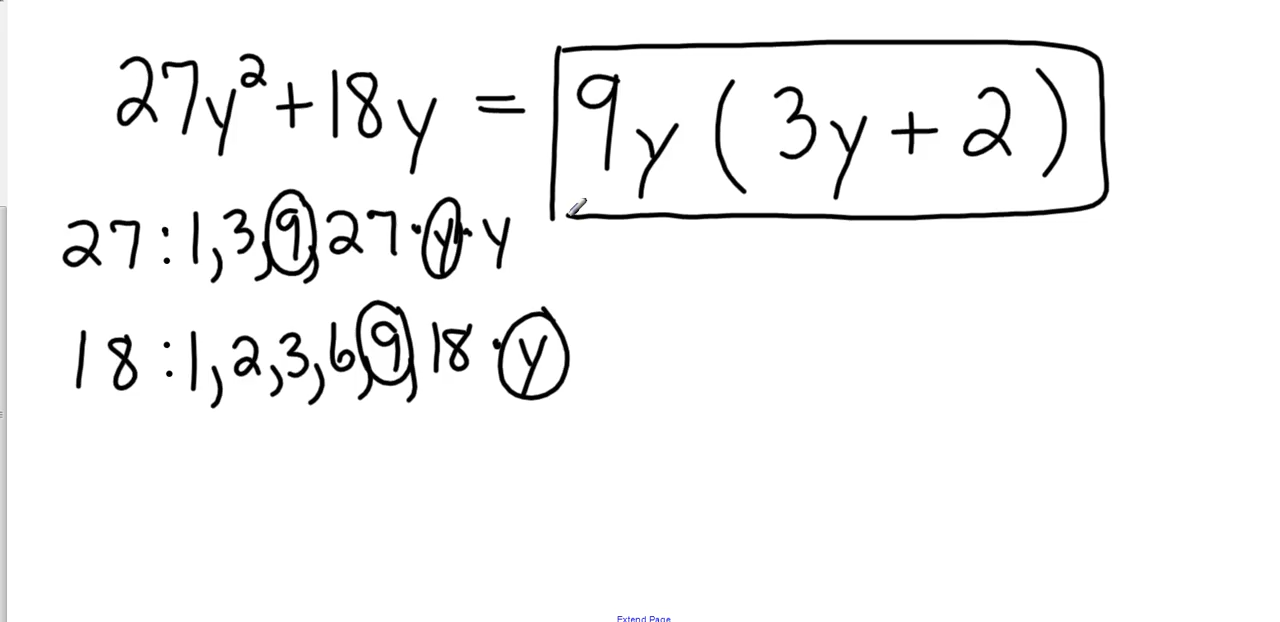 27y² + 18y = 9y ( 3y + 2 )
27 : 1, 3, 9, 27 · y · y
18 : 1, 2, 3, 6, 9, 18 · y
Extend Page